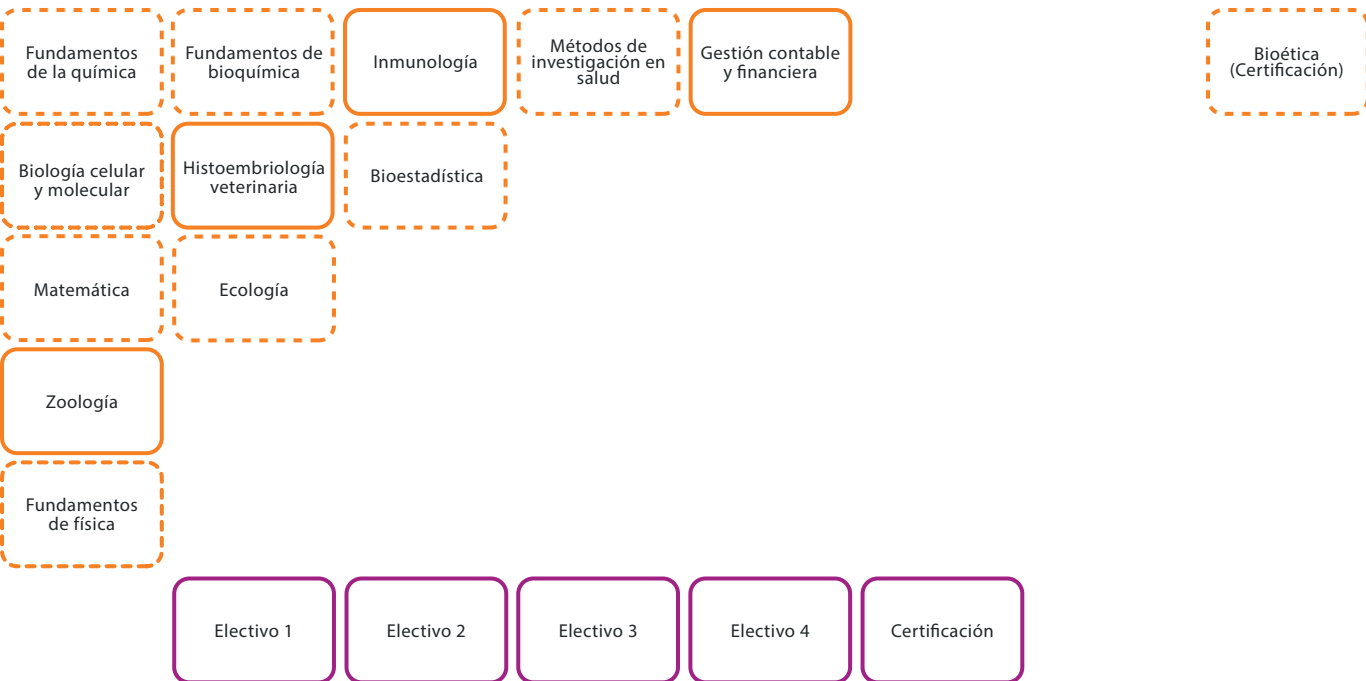 Fundamentos
de la química
Fundamentos de
bioquímica
Inmunología
Métodos de
investigación en
salud
Gestión contable
y financiera
Bioética
(Certificación)
Biología celular
y molecular
Histoembriología
veterinaria
Bioestadística
Matemática
Ecología
Zoología
Fundamentos
de física
Electivo 1
Electivo 2
Electivo 3
Electivo 4
Certificación